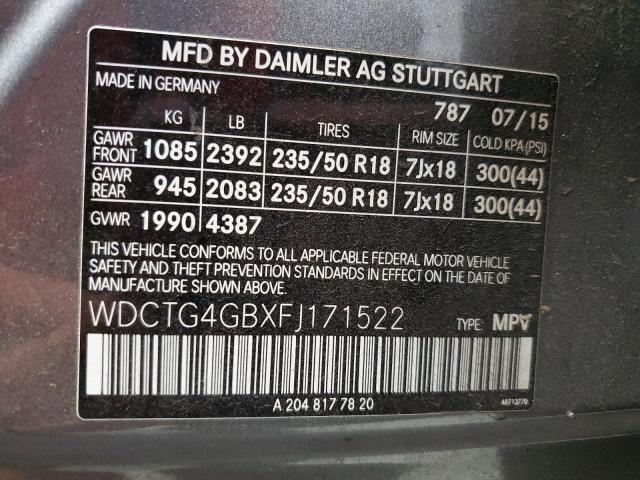 MFD BY DAIMLER AG STUTTGART
MADE IN GERMANY 787 07/15
KG LB TIRES RIM SIZE COLD KPA(PSI)
GAWR FRONT 1085 2392 235/50 R18 7Jx18 300(44)
GAWR REAR 945 2083 235/50 R18 7Jx18 300(44)
GVWR 1990 4387
THIS VEHICLE CONFORMS TO ALL APPLICABLE FEDERAL MOTOR VEHICLE
SAFETY AND THEFT PREVENTION STANDARDS IN EFFECT ON THE DATE OF
MANUFACTURE SHOWN ABOVE.
WDCTG4GBXFJ171522 TYPE: MPV
A 204 817 78 20 48713770